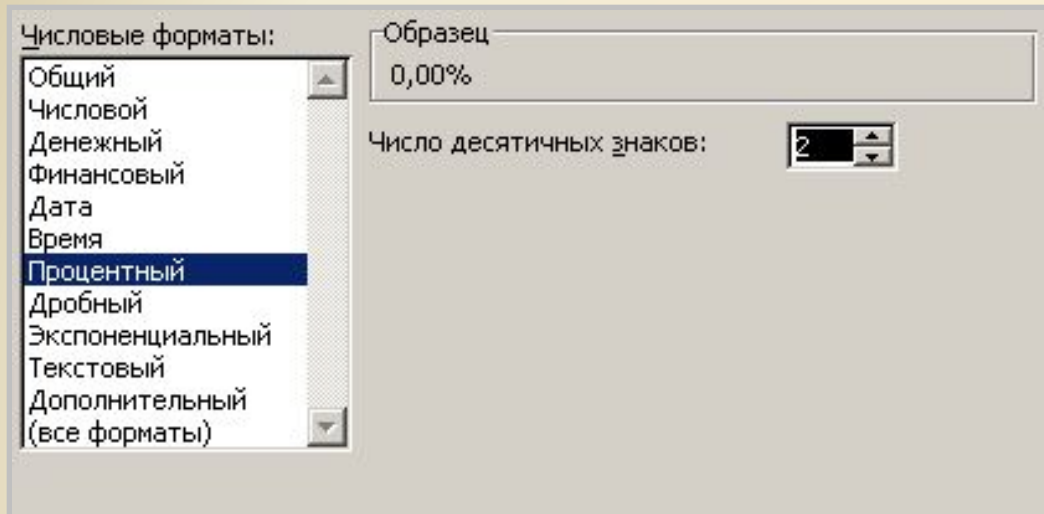 Числовые форматы:
Общий
Числовой
Денежный
Финансовый
Дата
Время
Процентный
Дробный
Экспоненциальный
Текстовый
Дополнительный
(все форматы)
Образец
0,00%
Число десятичных знаков:
2